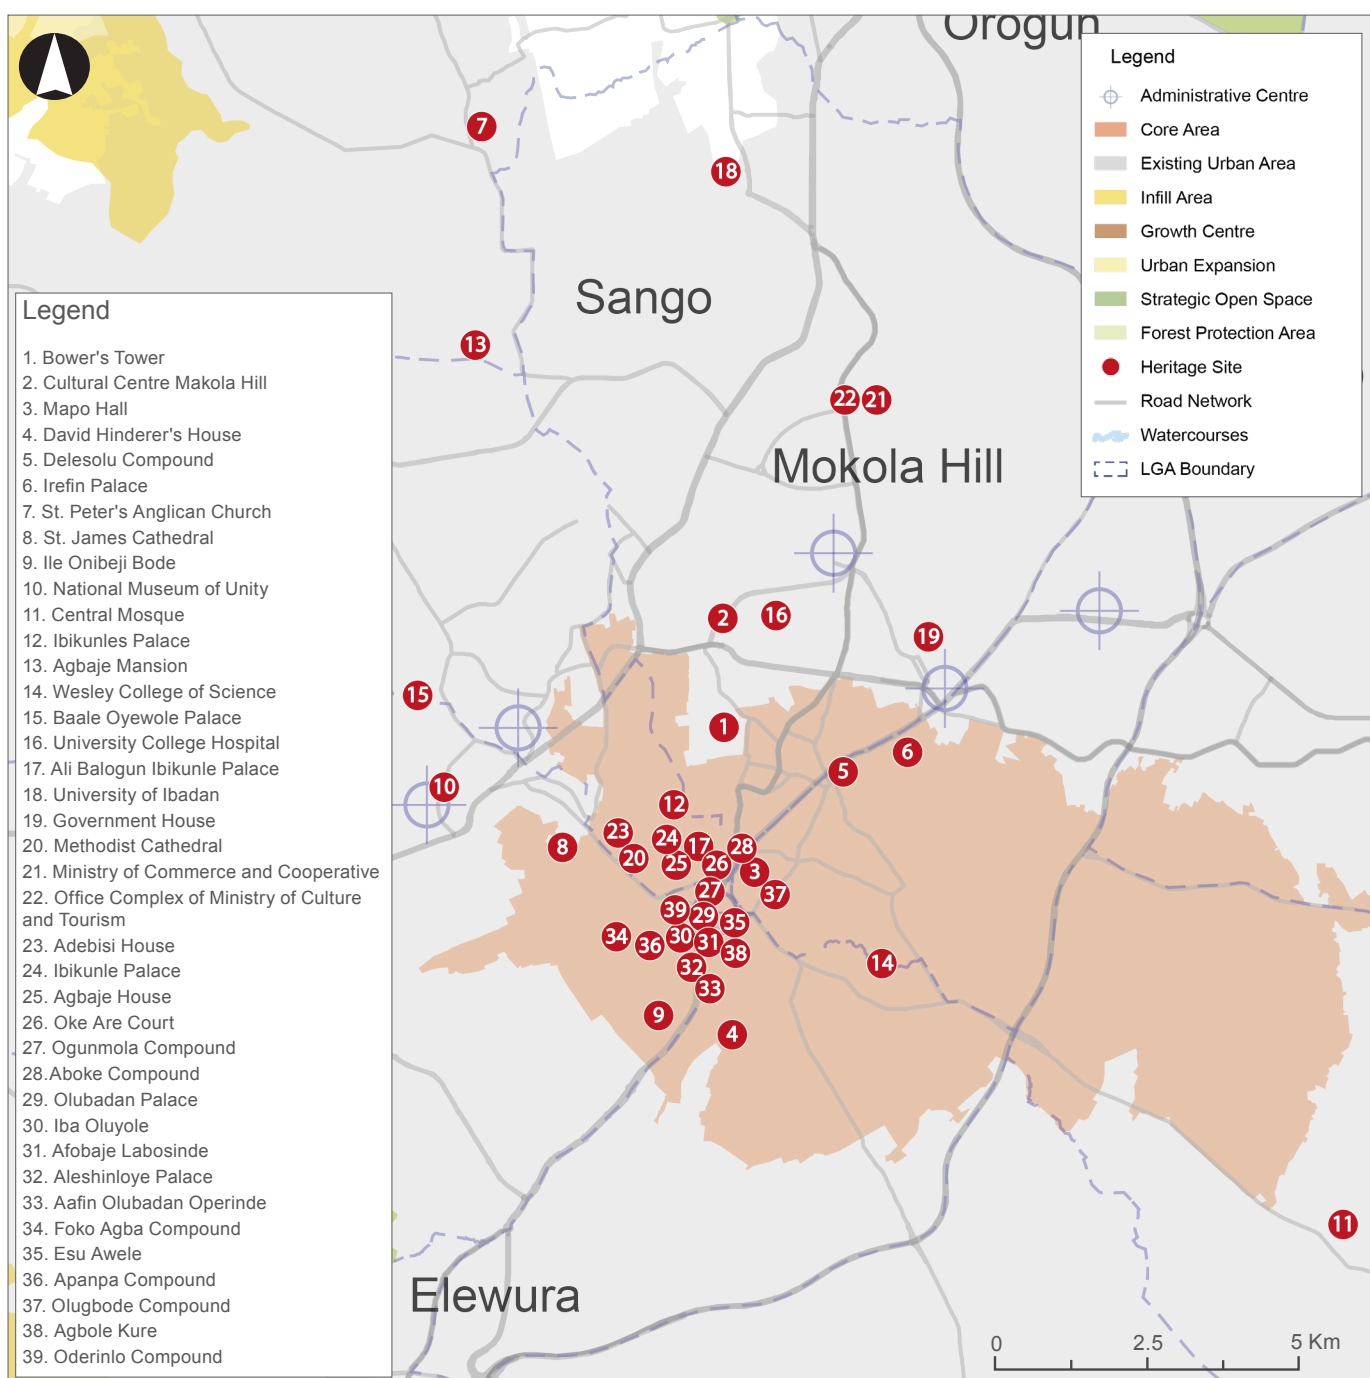 Orogun
Legend
Administrative Centre
Core Area
Existing Urban Area
Infill Area
Growth Centre
Urban Expansion
Strategic Open Space
Forest Protection Area
Heritage Site
Road Network
Watercourses
LGA Boundary
7
18
Sango
Legend
1. Bower's Tower
2. Cultural Centre Makola Hill
3. Mapo Hall
4. David Hinderer's House
5. Delesolu Compound
6. Irefin Palace
7. St. Peter's Anglican Church
8. St. James Cathedral
9. Ile Onibeji Bode
10. National Museum of Unity
11. Central Mosque
12. Ibikunles Palace
13. Agbaje Mansion
14. Wesley College of Science
15. Baale Oyewole Palace
16. University College Hospital
17. Ali Balogun Ibikunle Palace
18. University of Ibadan
19. Government House
20. Methodist Cathedral
21. Ministry of Commerce and Cooperative
22. Office Complex of Ministry of Culture
and Tourism
23. Adebisi House
24. Ibikunle Palace
25. Agbaje House
26. Oke Are Court
27. Ogunmola Compound
28.Aboke Compound
29. Olubadan Palace
30. Iba Oluyole
31. Afobaje Labosinde
32. Aleshinloye Palace
33. Aafin Olubadan Operinde
34. Foko Agba Compound
35. Esu Awele
36. Apanpa Compound
37. Olugbode Compound
38. Agbole Kure
39. Oderinlo Compound
13
22 21
Mokola Hill
2 16
19
15
1
6
5
10
12
23
24
17
28
8
20
25
26
3
27
37
39
29
35
34
36
30
31
38
32
14
33
9
4
11
Elewura
0 2.5 5 Km